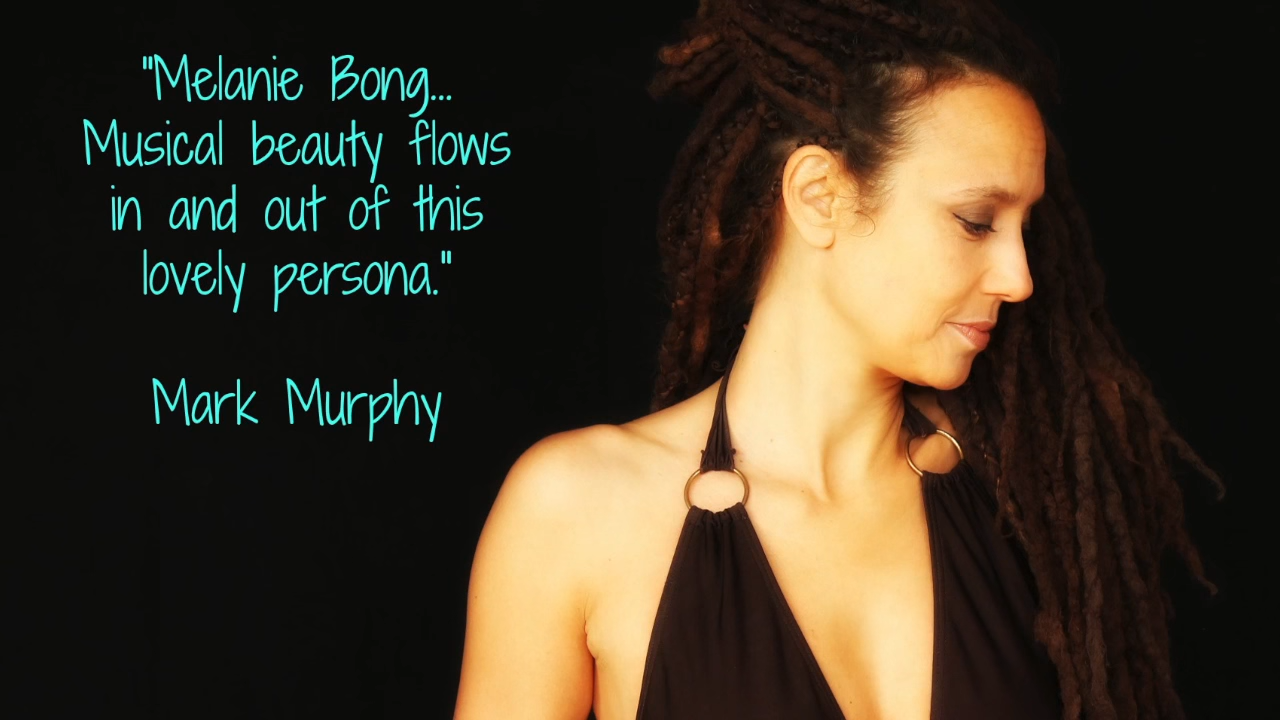 "Melanie Bong...
Musical beauty flows
in and out of this
lovely persona."
Mark Murphy